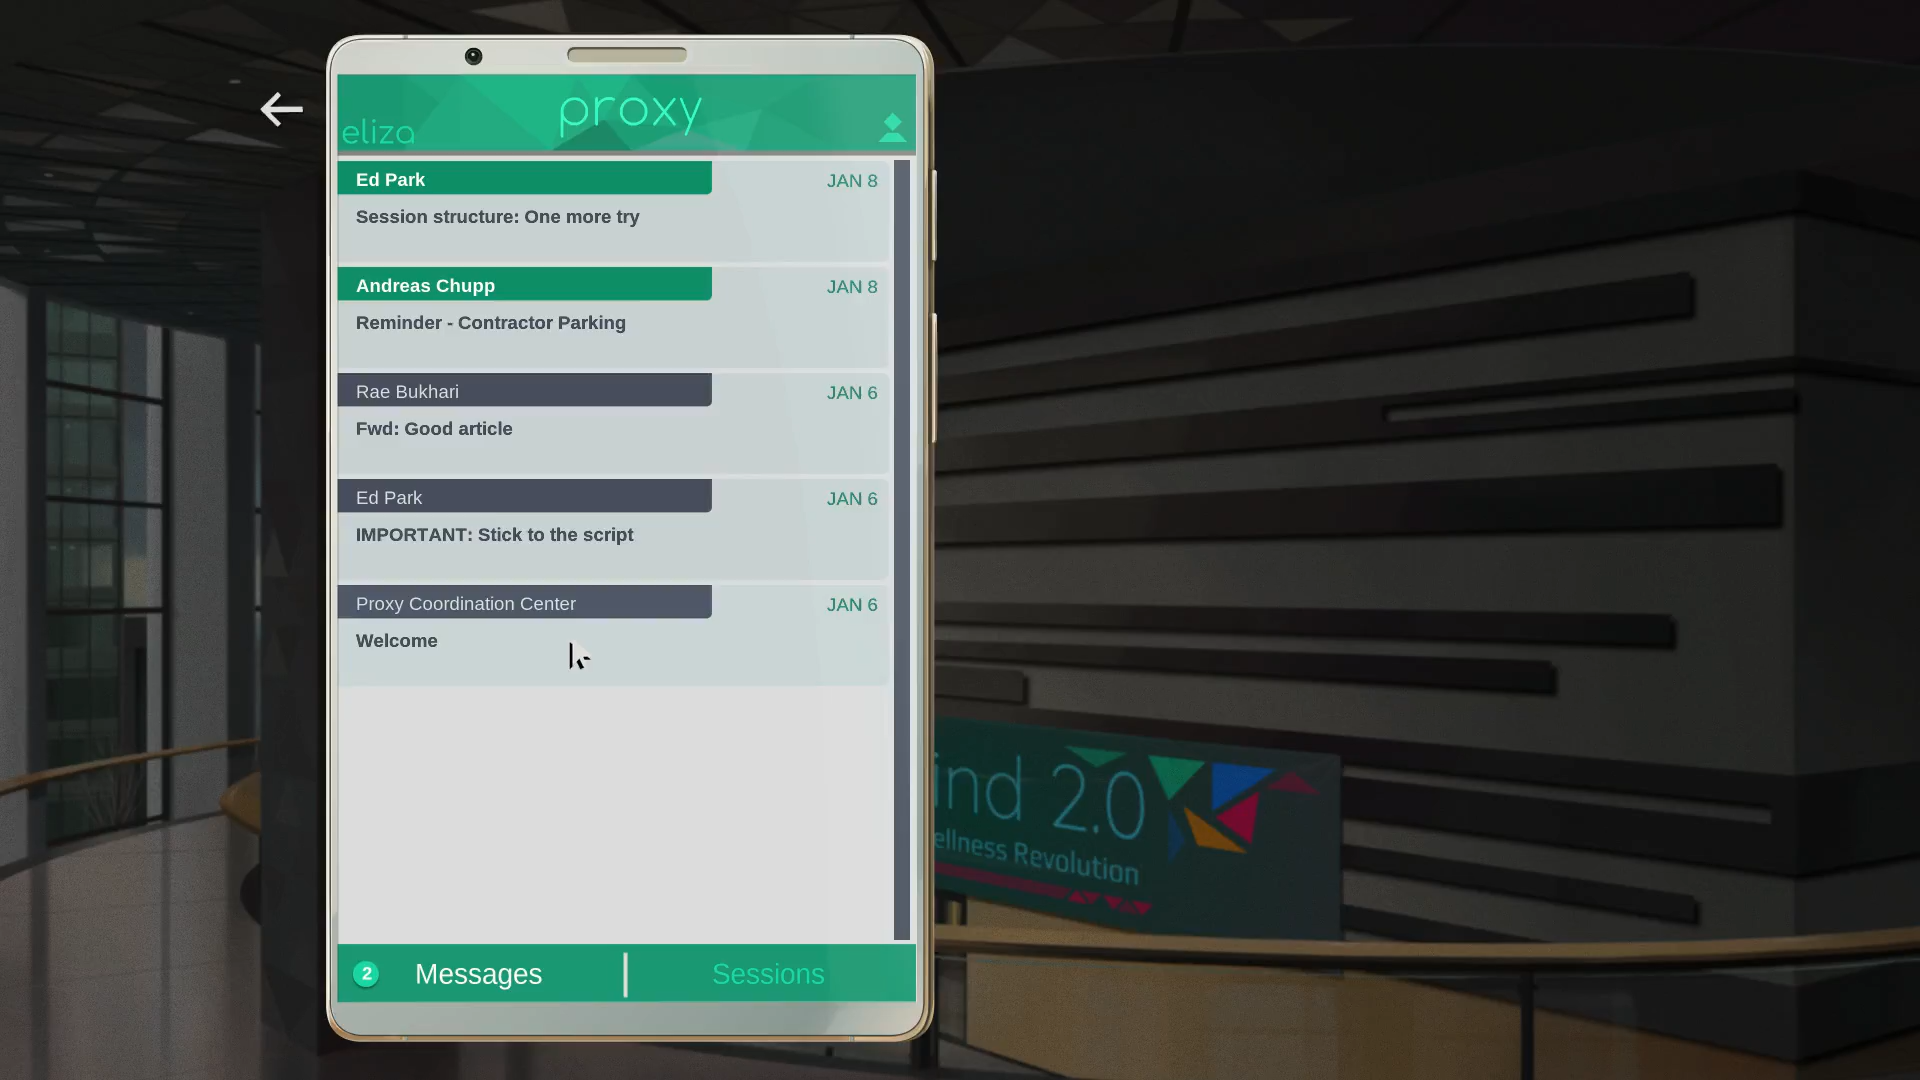 proxy
eliza
Ed Park
JAN 8
Session structure: One more try
Andreas Chupp
JAN 8
Reminder - Contractor Parking
Rae Bukhari
JAN 6
Fwd: Good article
Ed Park
JAN 6
IMPORTANT: Stick to the script
Proxy Coordination Center
JAN 6
Welcome
2.0
Revolution
2 Messages
Sessions